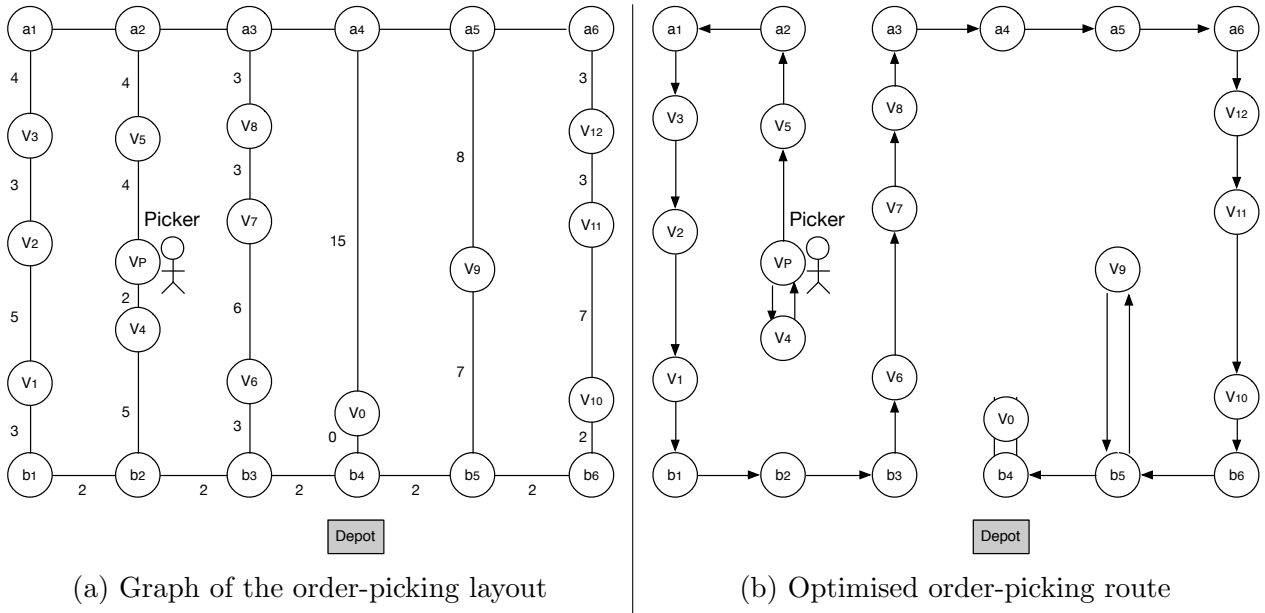 a1 a2 a3 a4 a5 a6
4 4 3 3
V3 V5 V8 V12
3 4 3 8 3
V2 Picker V7 15 V11
VP V9
2
5 V4 6 7 7
V1 V6 V0 V10
3 5 3 0 2
b1 b2 b3 b4 b5 b6
2 2 2 2 2
Depot
(a) Graph of the order-picking layout
a1 a2 a3 a4 a5 a6
V3 V5 V8 V12
V2 Picker V7 V11
VP V9
V4
V1 V6 V0 V10
b1 b2 b3 b4 b5 b6
Depot
(b) Optimised order-picking route